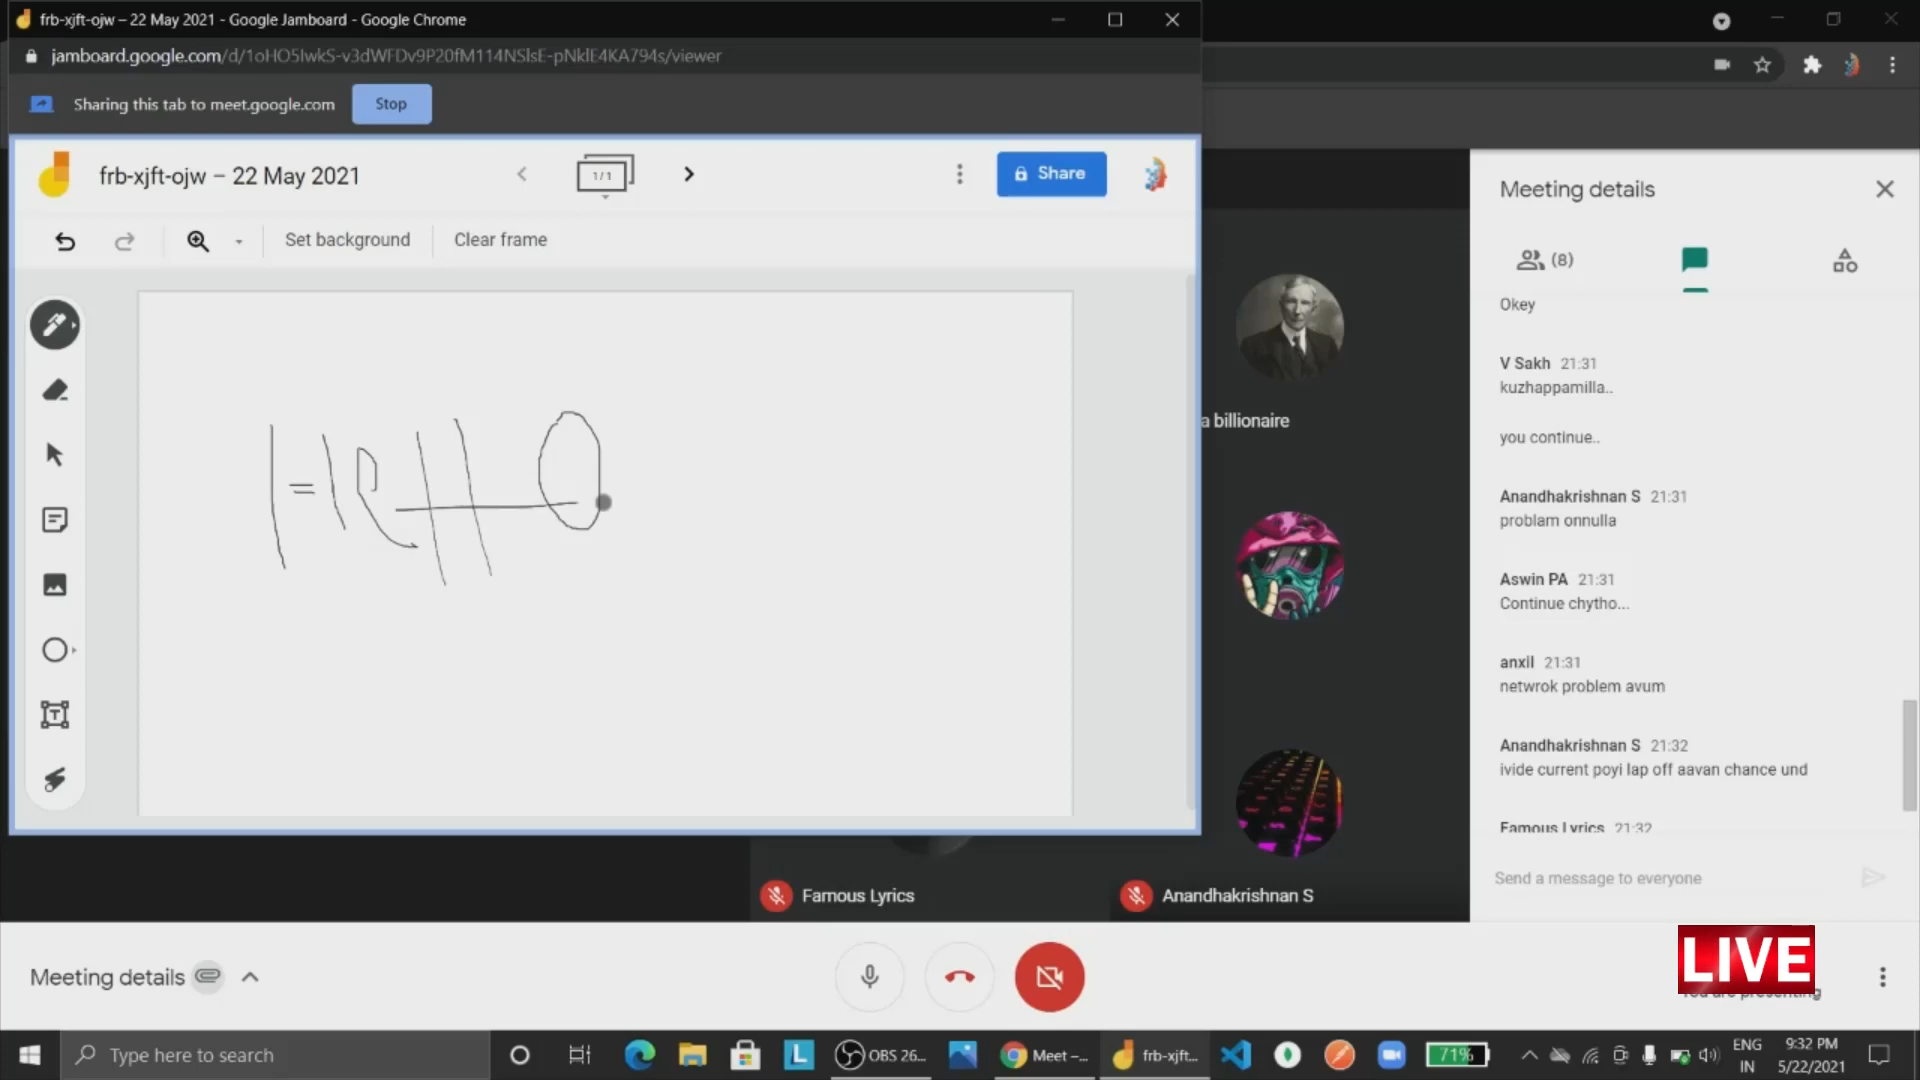 frb-xjft-ojw – 22 May 2021 - Google Jamboard - Google Chrome
jamboard.google.com/d/1oHO5IwkS-v3dWFDv9P20fM114NSlsE-pNklE4KA794s/viewer
Sharing this tab to meet.google.com
Stop
frb-xjft-ojw – 22 May 2021
1/1
Share
Set background
Clear frame
Hello
a billionaire
Famous Lyrics
Anandhakrishnan S
Meeting details
(8)
Okey
V Sakh 21:31
kuzhappamilla..
you continue..
Anandhakrishnan S 21:31
problam onnulla
Aswin PA 21:31
Continue chytho...
anxil 21:31
netwrok problem avum
Anandhakrishnan S 21:32
ivide current poyi lap off aavan chance und
Famous Lyrics 21:32
Send a message to everyone
Meeting details
LIVE
You are presenting
Type here to search
L
OBS 26...
Meet –...
frb-xjft...
71%
ENG
IN
9:32 PM
5/22/2021